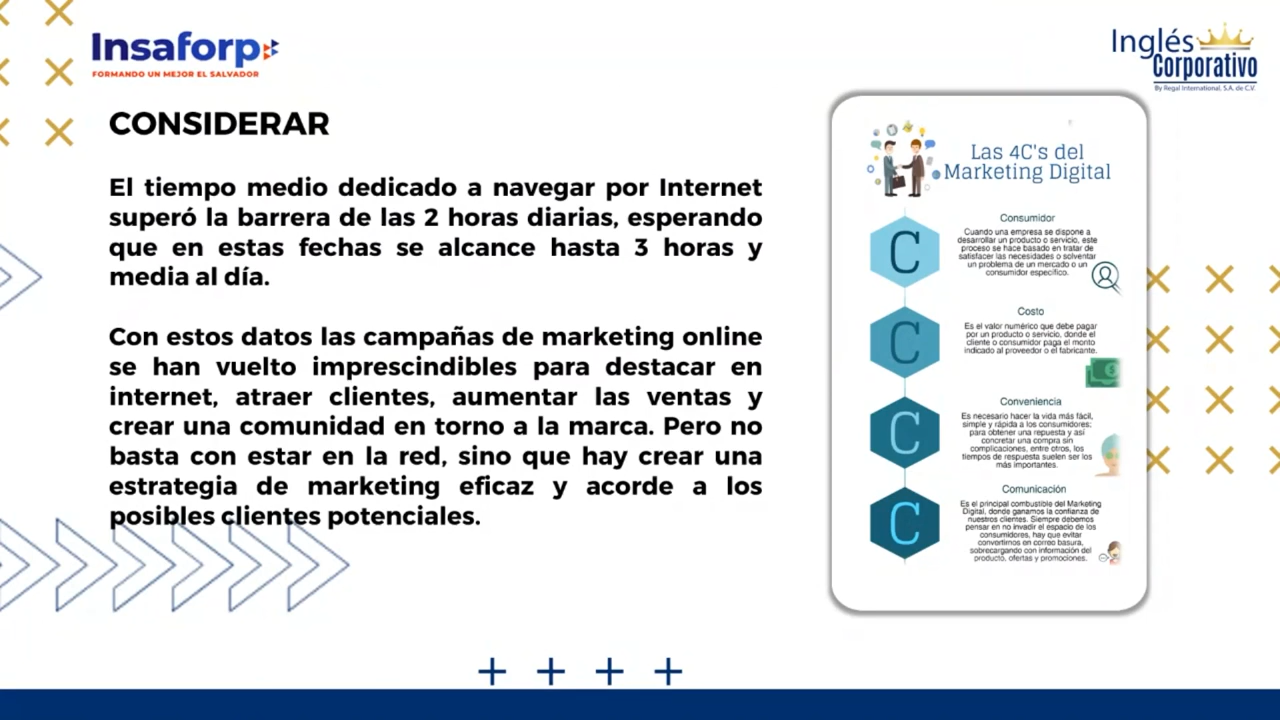 Insaforp
FORMANDO UN MEJOR EL SALVADOR
Inglés
Corporativo
By Regal International, S.A. de C.V.
CONSIDERAR
El tiempo medio dedicado a navegar por Internet
superó la barrera de las 2 horas diarias, esperando
que en estas fechas se alcance hasta 3 horas y
media al día.
Con estos datos las campañas de marketing online
se han vuelto imprescindibles para destacar en
internet, atraer clientes, aumentar las ventas y
crear una comunidad en torno a la marca. Pero no
basta con estar en la red, sino que hay crear una
estrategia de marketing eficaz y acorde a los
posibles clientes potenciales.
Las 4C's del
Marketing Digital
C
Consumidor
Cuando una empresa se dispone a
desarrollar un producto o servicio, este
proceso se hace basado en tratar de
satisfacer las necesidades o solventar
un problema de un mercado o un
consumidor específico.
C
Costo
Es el valor numérico que debe pagar
por un producto o servicio, donde el
cliente o consumidor paga el monto
indicado al proveedor o el fabricante.
C
Conveniencia
Es necesario hacer la vida más fácil,
simple y rápida a los consumidores;
para obtener una repuesta y así
concretar una compra sin
complicaciones, entre otros, los
tiempos de respuesta suelen ser los
más importantes.
C
Comunicación
Es el principal combustible del Marketing
Digital, donde ganamos la confianza de
nuestros clientes. Siempre debemos
pensar en no invadir el espacio de los
consumidores, hay que evitar
convertirnos en correo basura,
sobrecargando con información del
producto, ofertas y promociones.